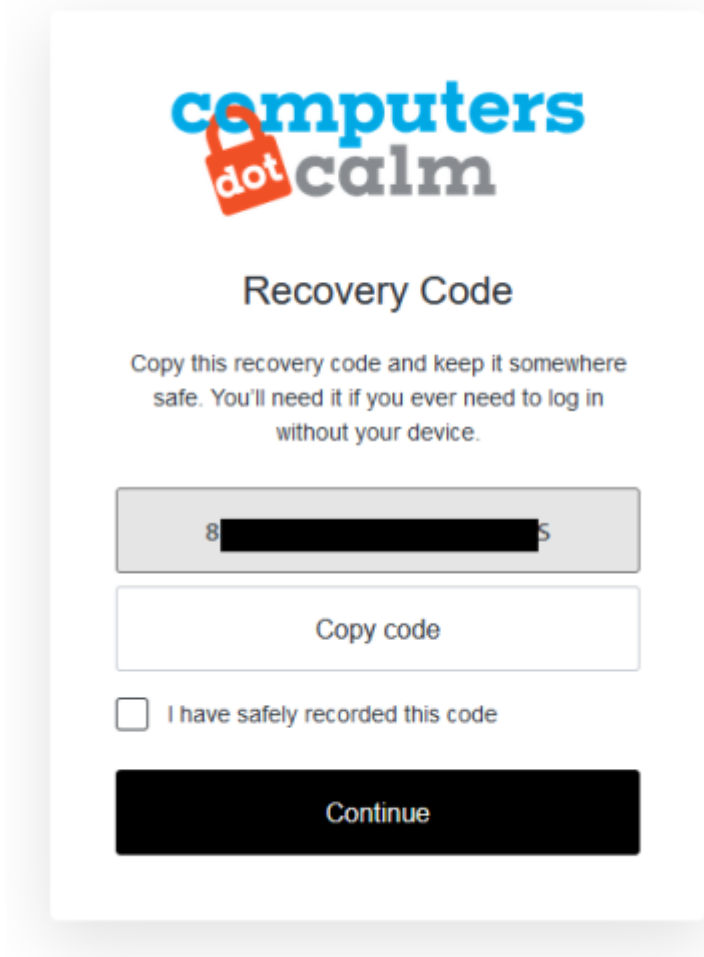 computers
dot calm
Recovery Code
Copy this recovery code and keep it somewhere
safe. You'll need it if you ever need to log in
without your device.
8 S
Copy code
I have safely recorded this code
Continue